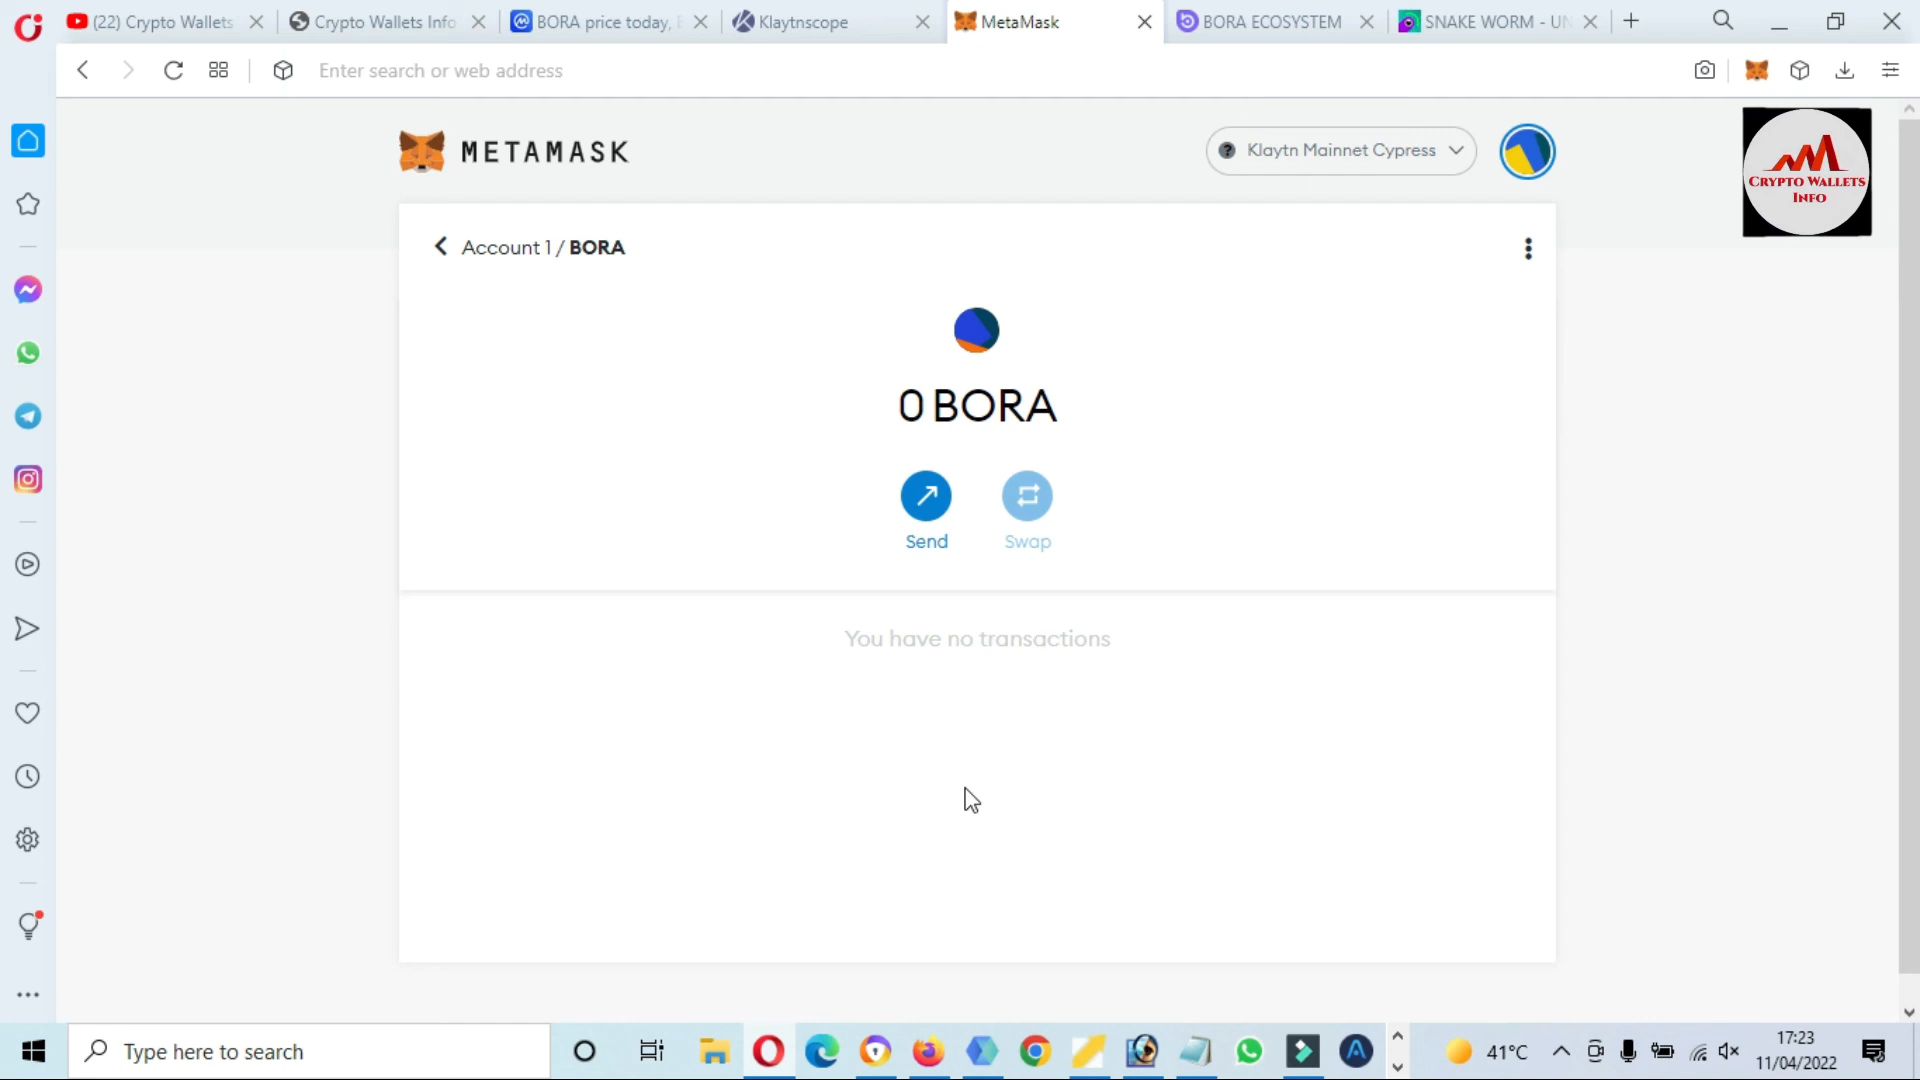 (22) Crypto Wallets
Crypto Wallets Info
BORA price today,
Klaytnscope
MetaMask
BORA ECOSYSTEM
SNAKE WORM - UN
Enter search or web address
METAMASK
Klaytn Mainnet Cypress
CRYPTO WALLETS
INFO
Account 1 / BORA
0 BORA
Send
Swap
You have no transactions
Type here to search
41°C
17:23
11/04/2022